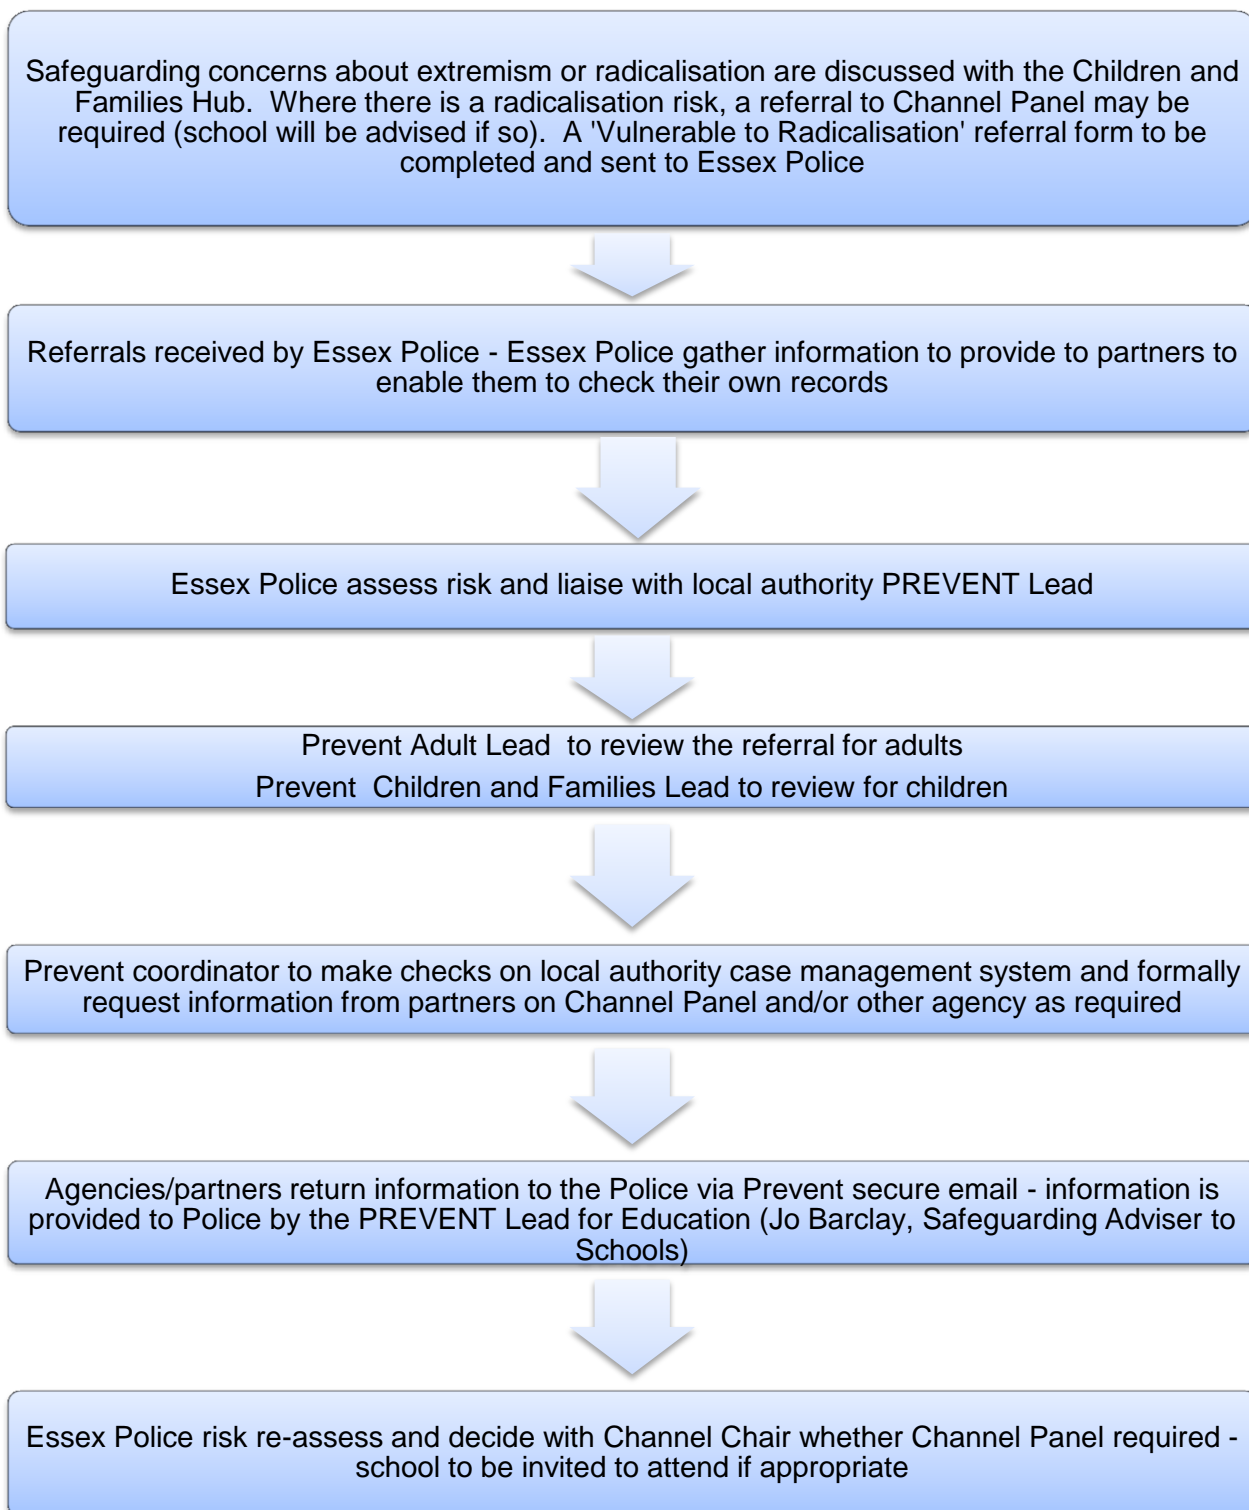 Safeguarding concerns about extremism or radicalisation are discussed with the Children and
Families Hub.  Where there is a radicalisation risk, a referral to Channel Panel may be
required (school will be advised if so).  A 'Vulnerable to Radicalisation' referral form to be
completed and sent to Essex Police
Referrals received by Essex Police - Essex Police gather information to provide to partners to
enable them to check their own records
Essex Police assess risk and liaise with local authority PREVENT Lead
Prevent Adult Lead  to review the referral for adults
Prevent  Children and Families Lead to review for children
Prevent coordinator to make checks on local authority case management system and formally
request information from partners on Channel Panel and/or other agency as required
Agencies/partners return information to the Police via Prevent secure email - information is
provided to Police by the PREVENT Lead for Education (Jo Barclay, Safeguarding Adviser to
Schools)
Essex Police risk re-assess and decide with Channel Chair whether Channel Panel required -
school to be invited to attend if appropriate